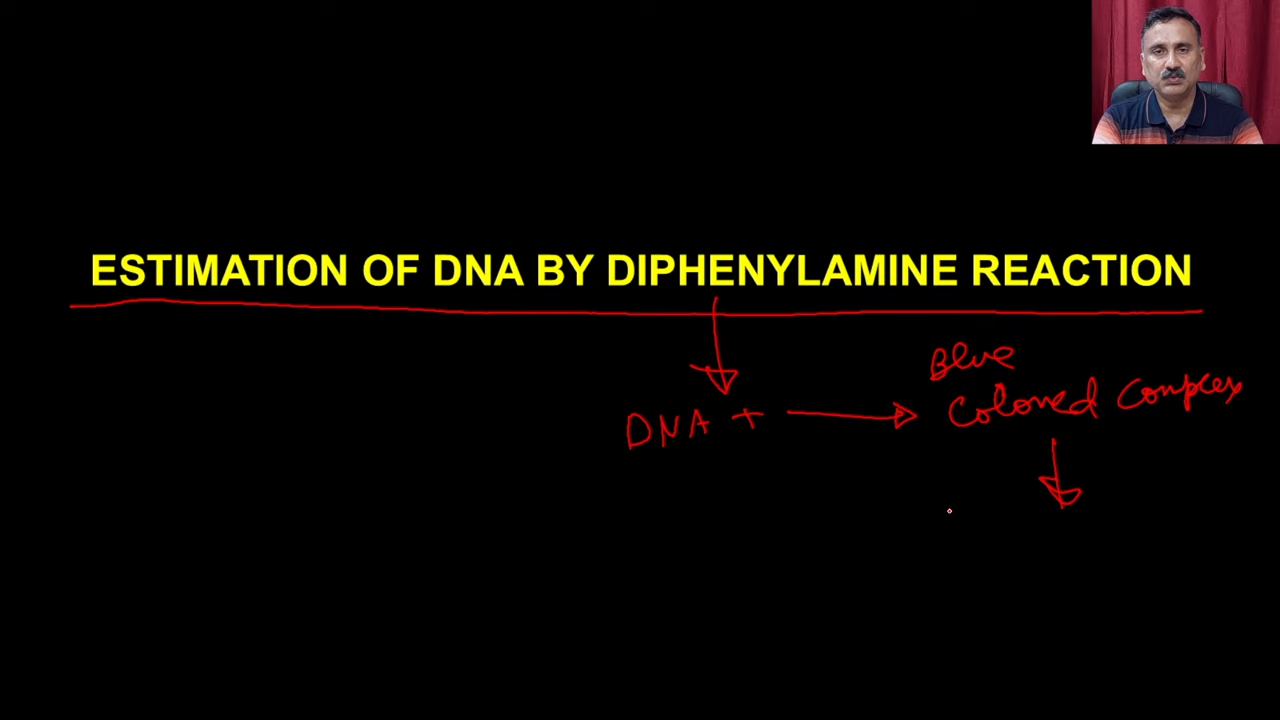 ESTIMATION OF DNA BY DIPHENYLAMINE REACTION
Blue
DNA + → Colored Complex